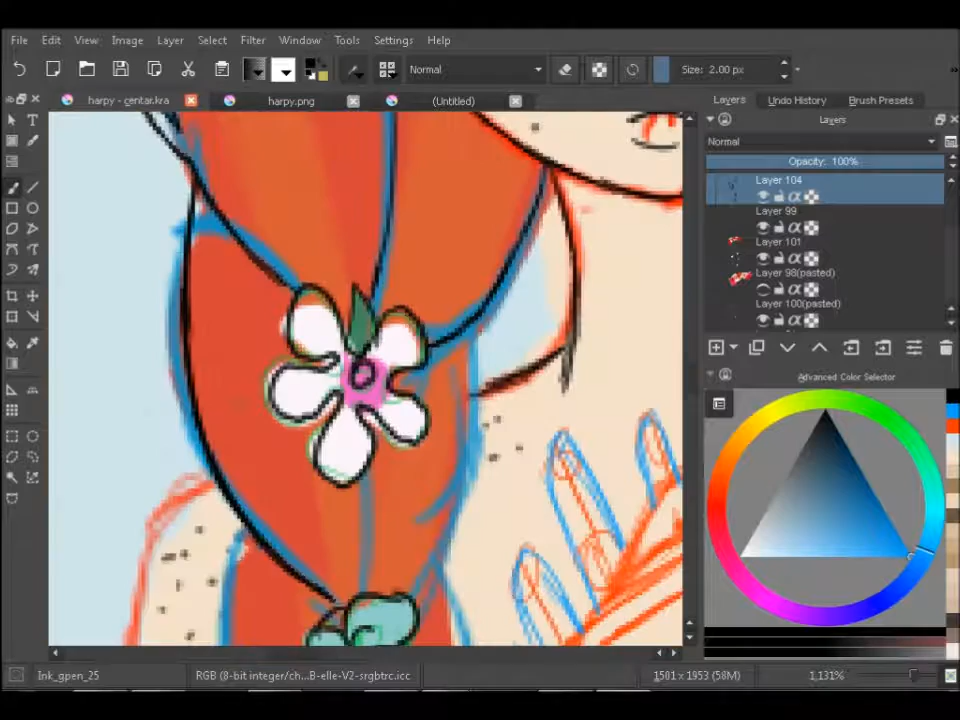 File Edit View Image Layer Select Filter Window Tools Settings Help
Normal Size: 2.00 px
harpy - centar.kra harpy.png (Untitled)
Layers Undo History Brush Presets
Layers
Normal
Opacity: 100%
Layer 104
Layer 99
Layer 101
Layer 98(pasted)
Layer 100(pasted)
Advanced Color Selector
Ink_gpen_25 RGB (8-bit integer/ch...B-elle-V2-srgbtrc.icc 1501 x 1953 (58M) 1,131%